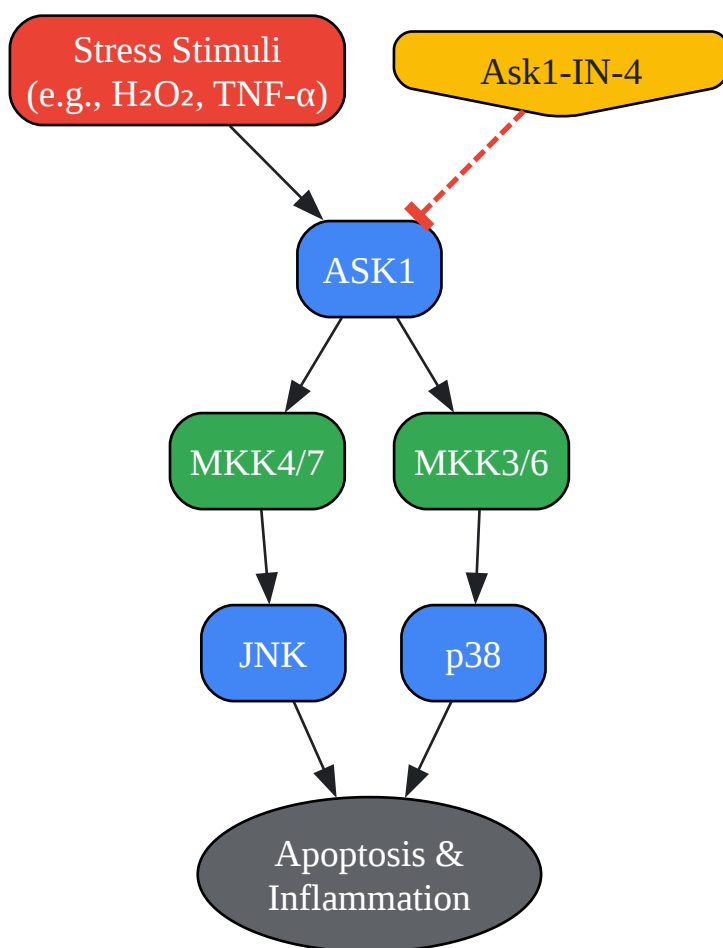 Stress Stimuli
(e.g., H₂O₂, TNF-α)
Ask1-IN-4
ASK1
MKK4/7
MKK3/6
JNK
p38
Apoptosis &
Inflammation